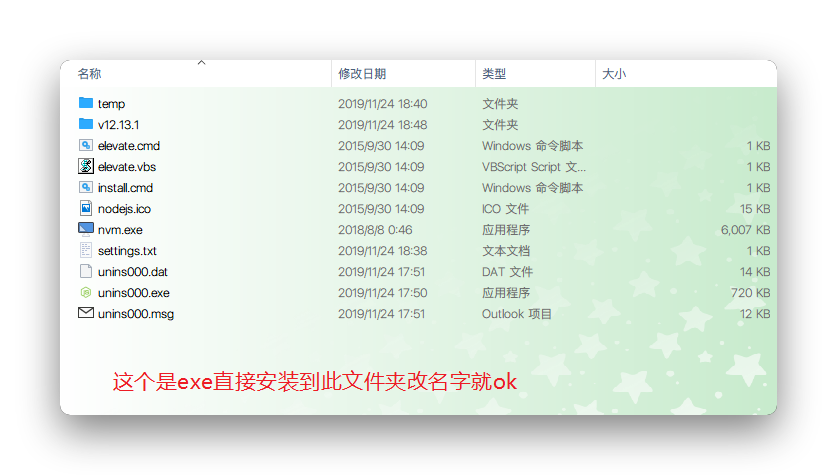 名称 修改日期 类型 大小
temp 2019/11/24 18:40 文件夹
v12.13.1 2019/11/24 18:48 文件夹
elevate.cmd 2015/9/30 14:09 Windows 命令脚本 1 KB
elevate.vbs 2015/9/30 14:09 VBScript Script 文... 1 KB
install.cmd 2015/9/30 14:09 Windows 命令脚本 1 KB
nodejs.ico 2015/9/30 14:09 ICO 文件 15 KB
nvm.exe 2018/8/8 0:46 应用程序 6,007 KB
settings.txt 2019/11/24 18:38 文本文档 1 KB
unins000.dat 2019/11/24 17:51 DAT 文件 14 KB
unins000.exe 2019/11/24 17:50 应用程序 720 KB
unins000.msg 2019/11/24 17:51 Outlook 项目 12 KB
这个是exe直接安装到此文件夹改名字就ok